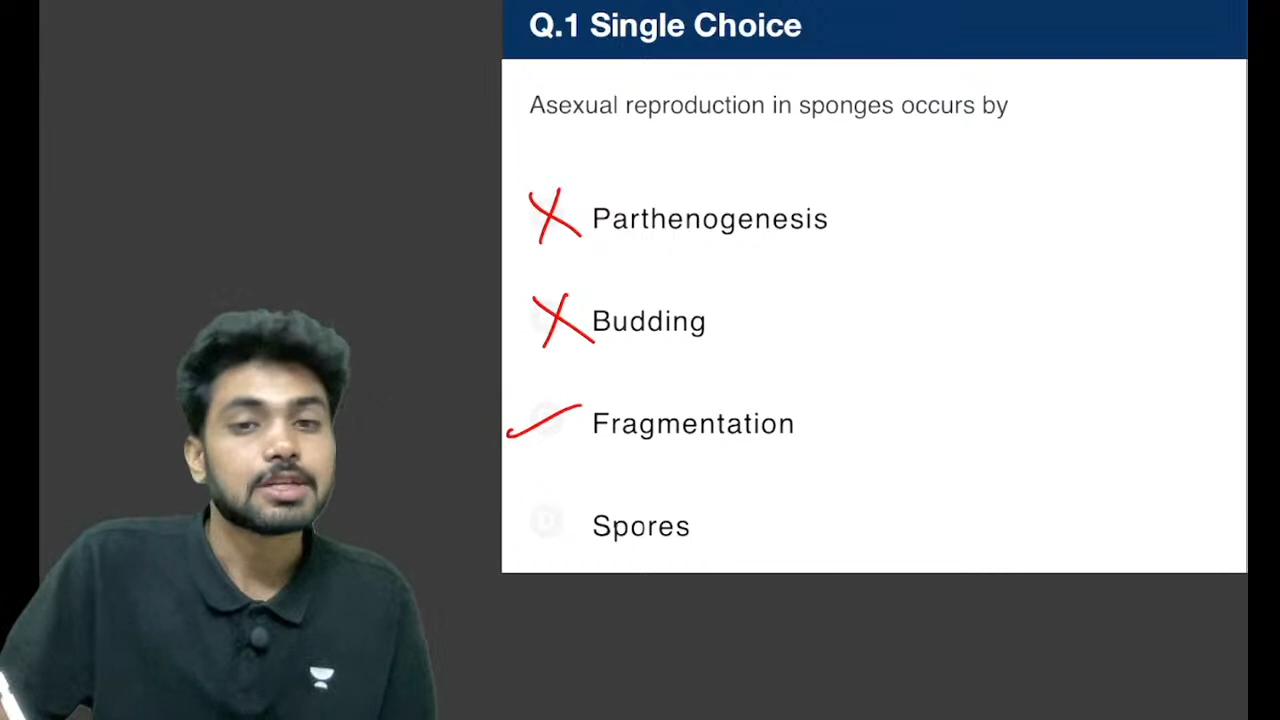 Q.1 Single Choice
Asexual reproduction in sponges occurs by
Parthenogenesis
Budding
Fragmentation
D
Spores